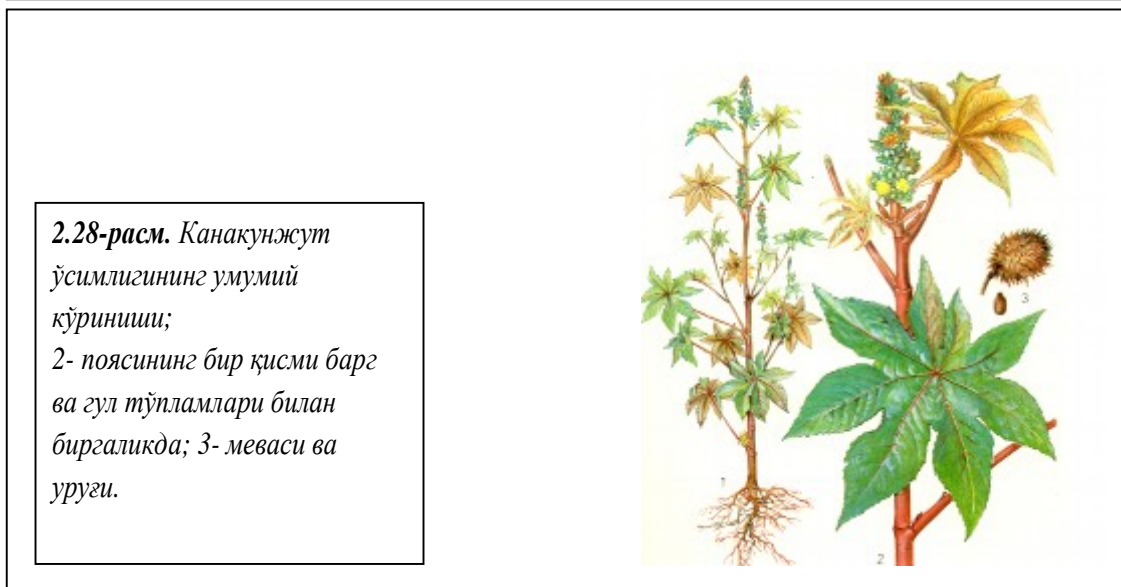 2.28-расм. Канакунжут
ўсимлигининг умумий
кўриниши;
2- поясининг бир қисми барг
ва гул тўпламлари билан
биргаликда; 3- меваси ва
уруғи.
1
2
3